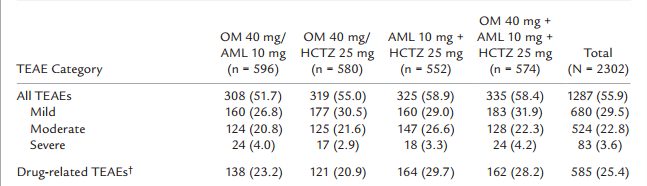 OM 40 mg +
OM 40 mg/ OM 40 mg/ AML 10 mg + AML 10 mg +
AML 10 mg HCTZ 25 mg HCTZ 25 mg HCTZ 25 mg Total
TEAE Category (n = 596) (n = 580) (n = 552) (n = 574) (N = 2302)
All TEAEs 308 (51.7) 319 (55.0) 325 (58.9) 335 (58.4) 1287 (55.9)
Mild 160 (26.8) 177 (30.5) 160 (29.0) 183 (31.9) 680 (29.5)
Moderate 124 (20.8) 125 (21.6) 147 (26.6) 128 (22.3) 524 (22.8)
Severe 24 (4.0) 17 (2.9) 18 (3.3) 24 (4.2) 83 (3.6)
Drug-related TEAEs† 138 (23.2) 121 (20.9) 164 (29.7) 162 (28.2) 585 (25.4)